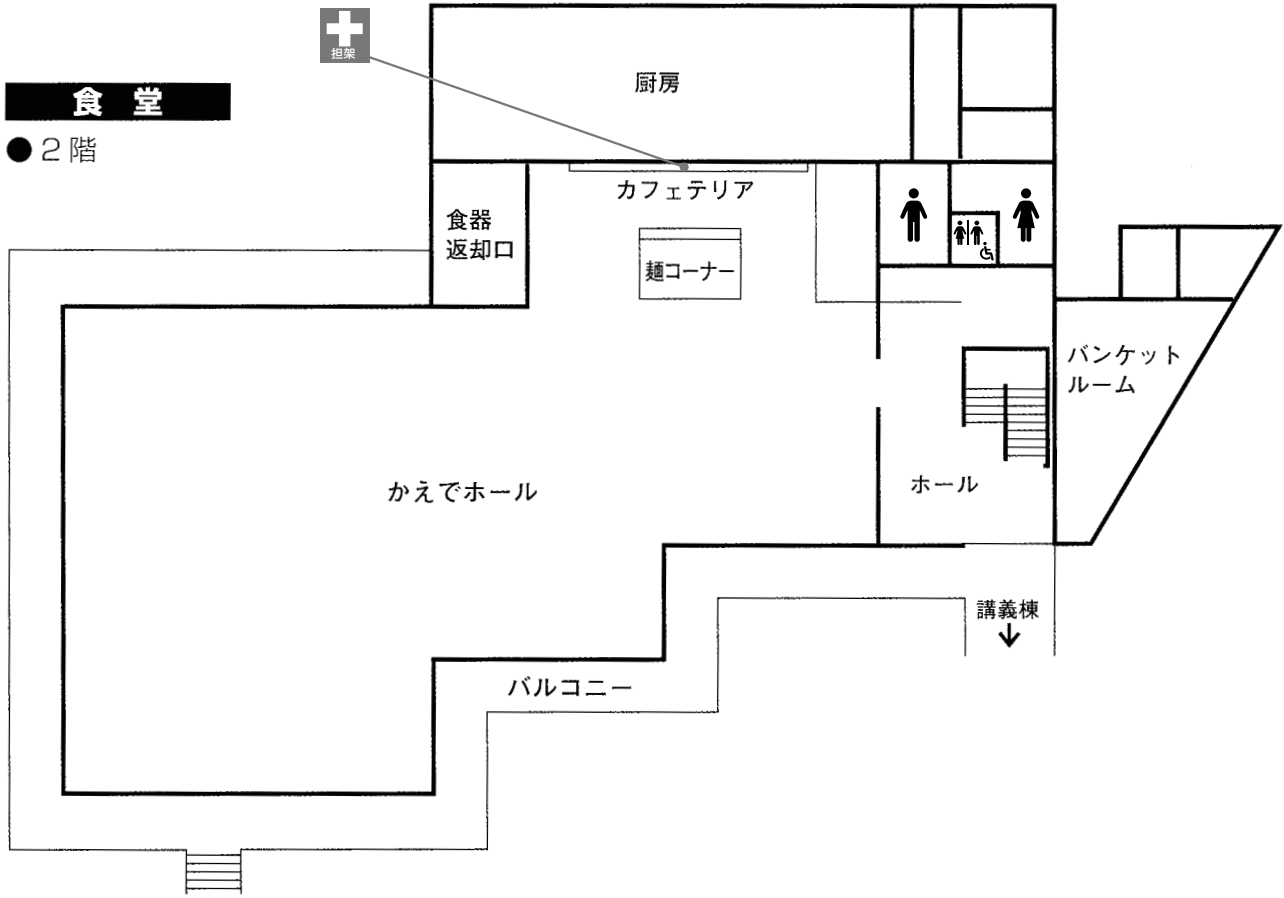 担架
食堂
●2階
厨房
カフェテリア
食器
返却口
麺コーナー
バンケット
ルーム
かえでホール
ホール
講義棟
バルコニー